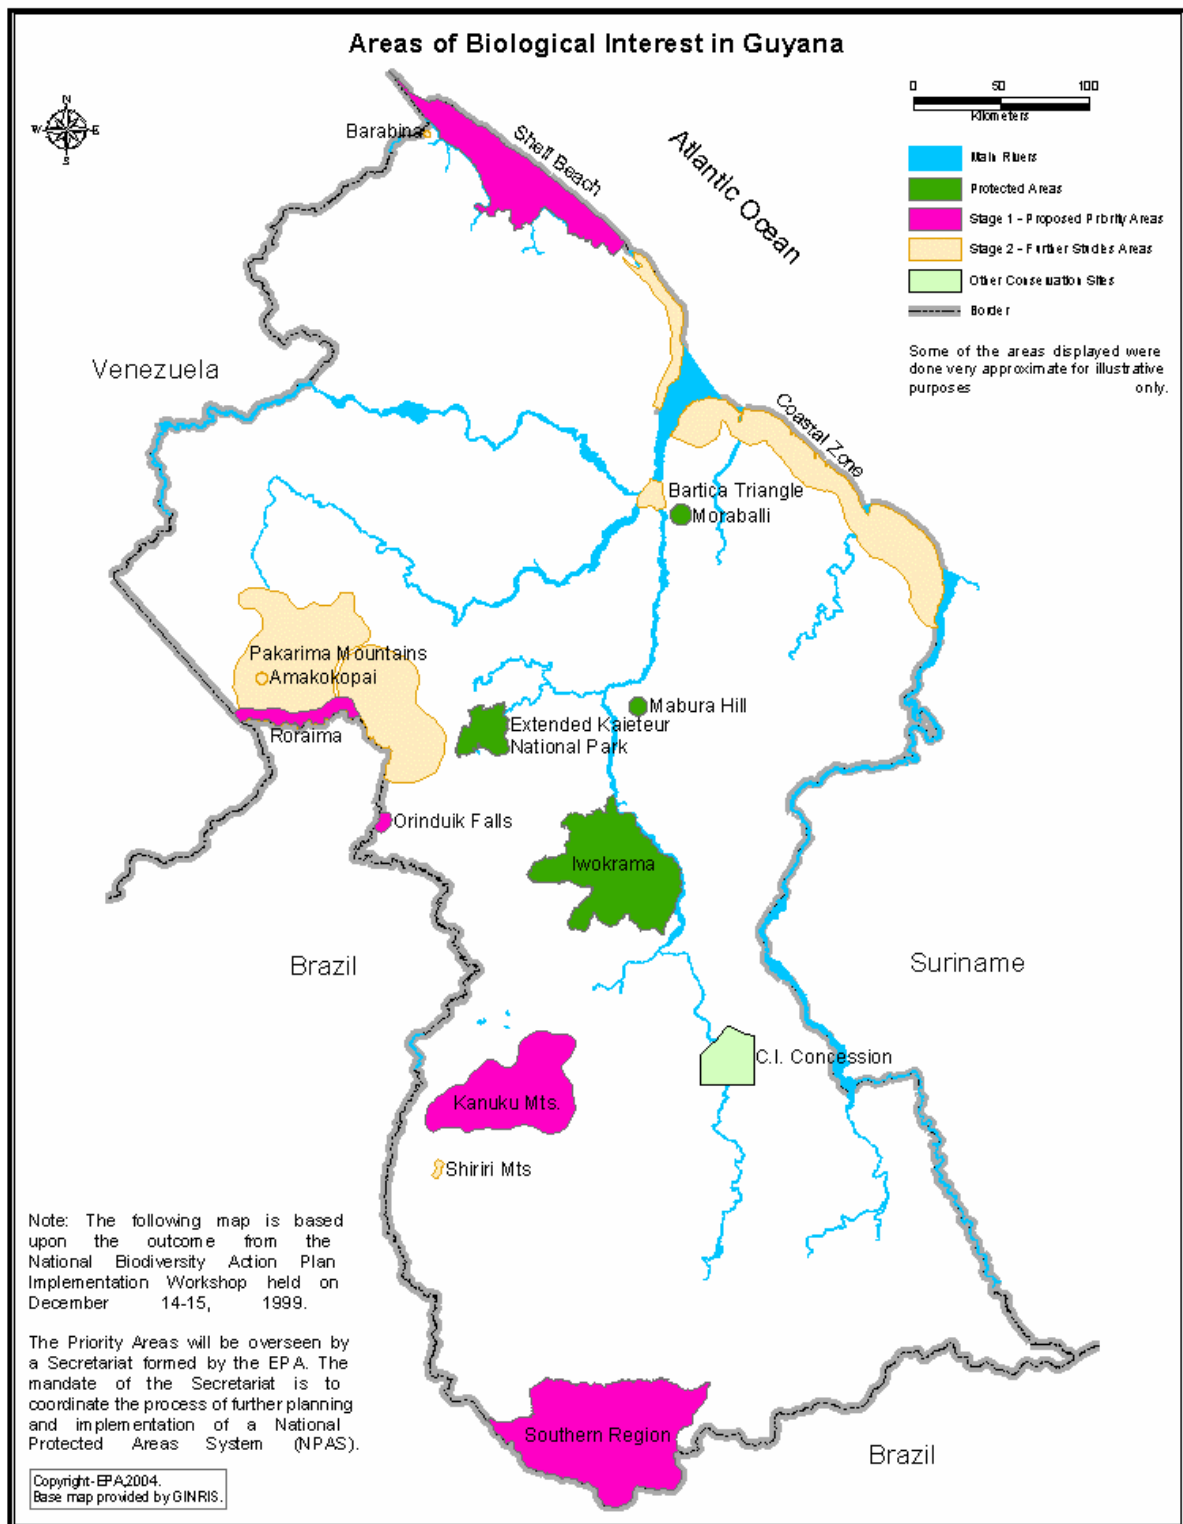 Areas of Biological Interest in Guyana
N
W E
S
0 50 100
Kilometers
Main Rivers
Protected Areas
Stage 1 - Proposed Priority Areas
Stage 2 - Further Studies Areas
Other Conservation Sites
Border
Some of the areas displayed were
done very approximate for illustrative
purposes only.
Barabina
Shell Beach
Atlantic Ocean
Venezuela
Coastal Zone
Bartica Triangle
Moraballi
Pakarima Mountains
Amakokopai
Mabura Hill
Extended Kaieteur
National Park
Roraima
Orinduik Falls
Iwokrama
Brazil
Suriname
C.I. Concession
Kanuku Mts.
Shiriri Mts
Note: The following map is based
upon the outcome from the
National Biodiversity Action Plan
Implementation Workshop held on
December 14-15, 1999.
The Priority Areas will be overseen by
a Secretariat formed by the EPA. The
mandate of the Secretariat is to
coordinate the process of further planning
and implementation of a National
Protected Areas System (NPAS).
Southern Region
Brazil
Copyright-EPA,2004.
Base map provided by GINRIS.